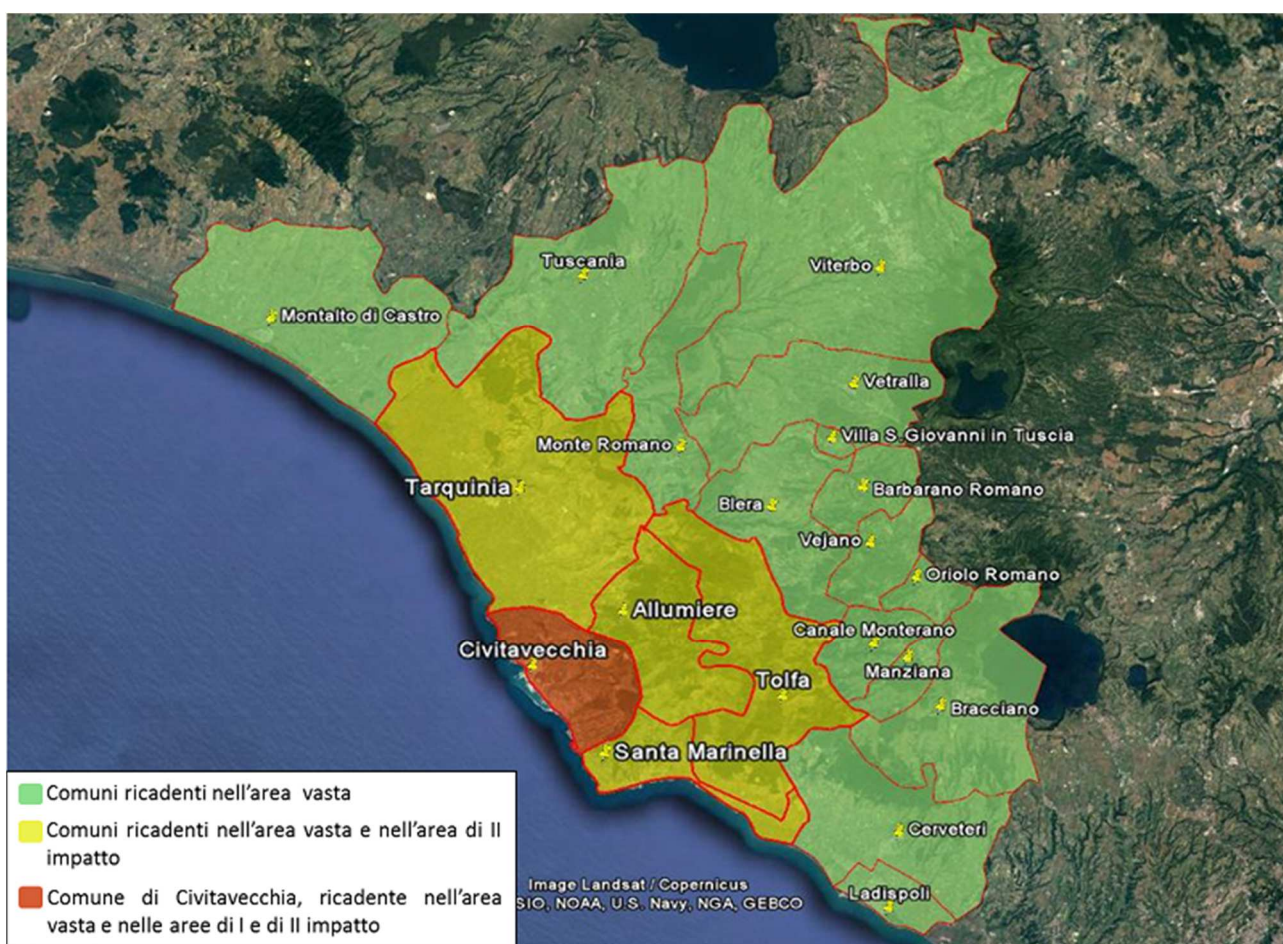 Tuscania
Viterbo
Montalto di Castro
Vetralla
Villa S.Giovanni in Tuscia
Monte Romano
Tarquinia
Barbarano Romano
Blera
Vejano
Oriolo Romano
Allumiere
Canale Monterano
Civitavecchia
Manziana
Tolfa
Bracciano
Santa Marinella
Cerveteri
Ladispoli
Comuni ricadenti nell'area vasta
Comuni ricadenti nell'area vasta e nell'area di II
impatto
Comune di Civitavecchia, ricadente nell'area
vasta e nelle aree di I e di II impatto
Image Landsat / Copernicus
SIO, NOAA, U.S. Navy, NGA, GEBCO